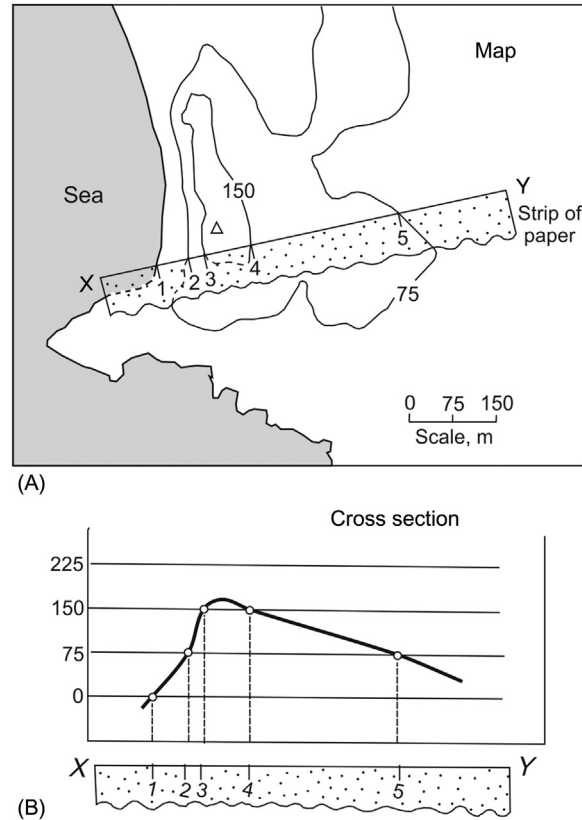 Map
Sea
150
Y
Strip of
paper
5
X
1
2
3
4
75
0 75 150
Scale, m
(A)
Cross section
225
150
75
0
X
1 2 3 4 5
Y
(B)